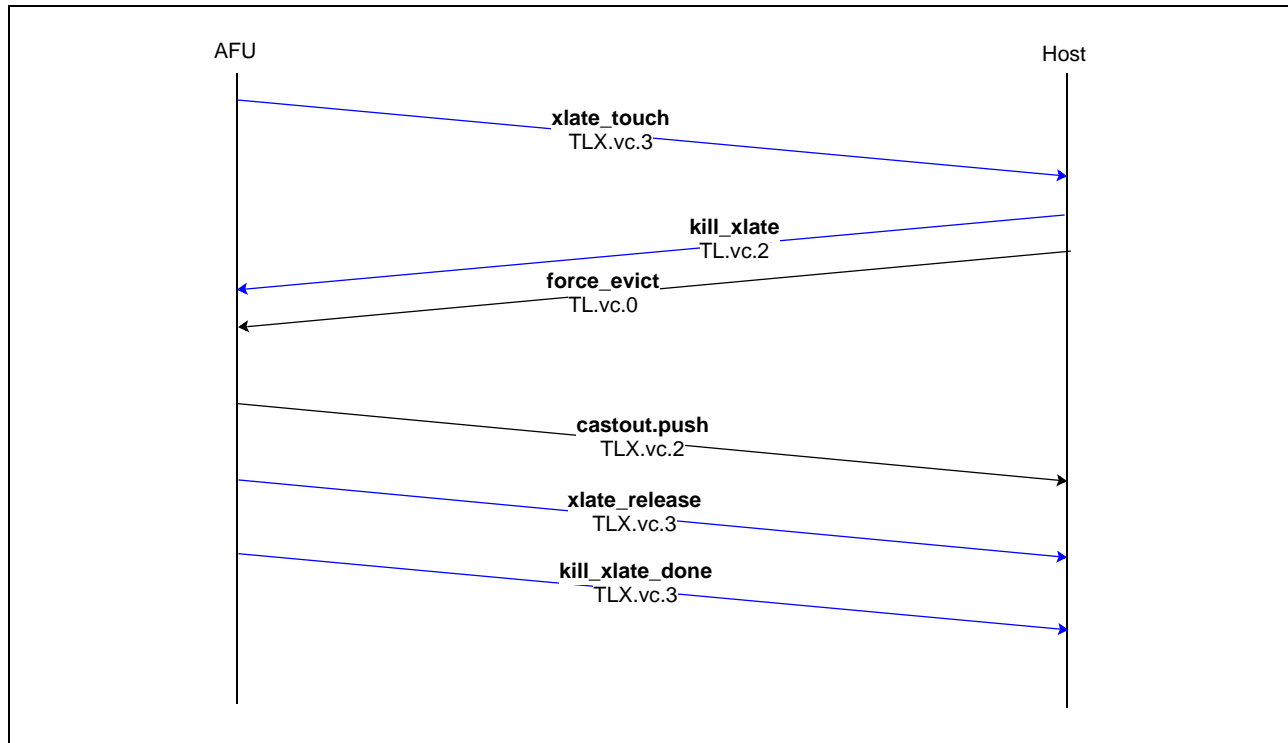 AFU
Host
xlate_touch
TLX.vc.3
kill_xlate
TL.vc.2
force_evict
TL.vc.0
castout.push
TLX.vc.2
xlate_release
TLX.vc.3
kill_xlate_done
TLX.vc.3